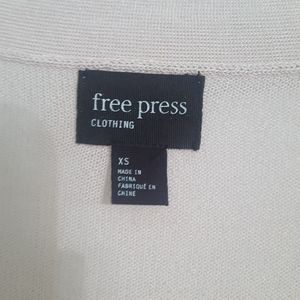 free press
CLOTHING
XS
MADE IN
CHINA
FABRIQUÉ EN
CHINE